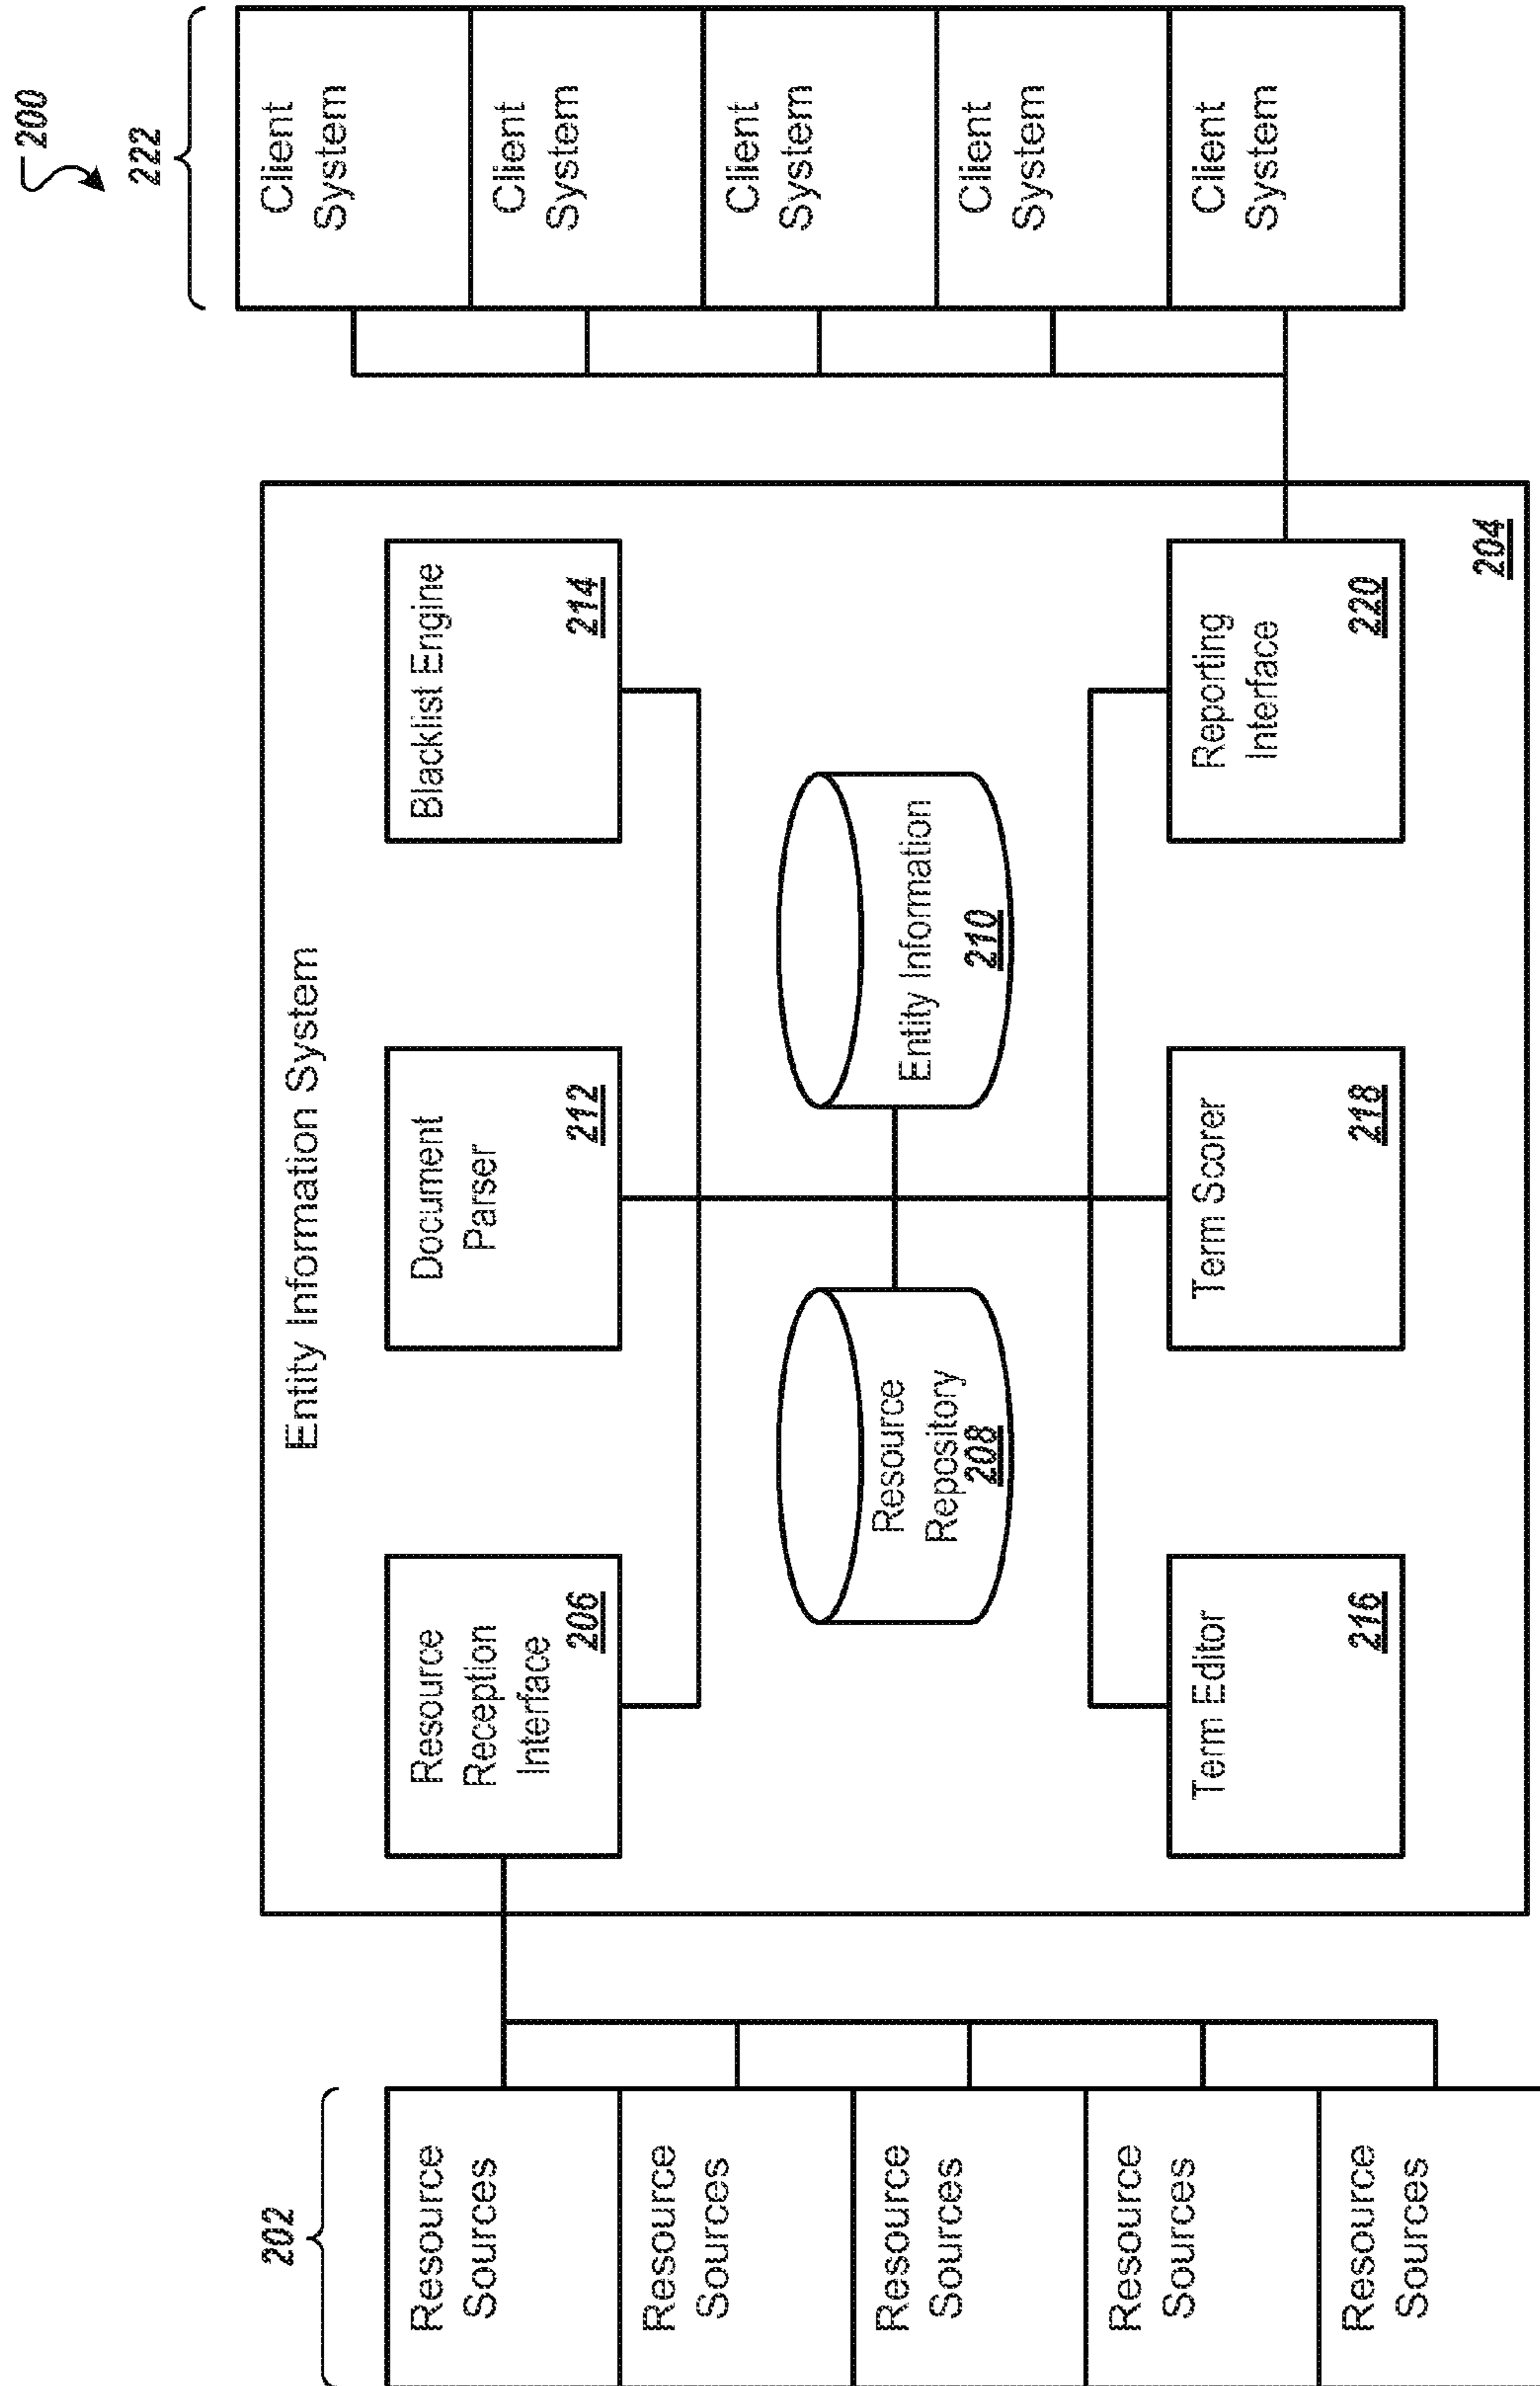 200
202
222
Entity Information System
Resource
Sources
Resource
Sources
Resource
Sources
Resource
Sources
Resource
Sources
Resource
Reception
Interface
206
Document
Parser
212
Blacklist Engine
214
Resource
Repository
208
Entity Information
210
Term Editor
216
Term Scorer
218
Reporting
Interface
220
204
Client
System
Client
System
Client
System
Client
System
Client
System